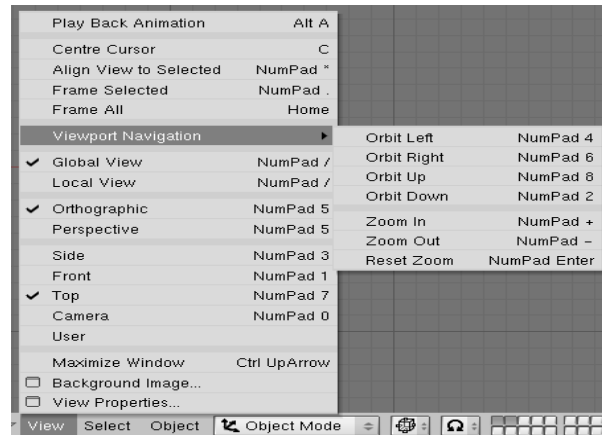 Play Back Animation Alt A
Centre Cursor C
Align View to Selected NumPad *
Frame Selected NumPad .
Frame All Home
Viewport Navigation
Global View NumPad /
Local View NumPad /
Orthographic NumPad 5
Perspective NumPad 5
Side NumPad 3
Front NumPad 1
Top NumPad 7
Camera NumPad 0
User
Maximize Window Ctrl UpArrow
Background Image...
View Properties...
Orbit Left NumPad 4
Orbit Right NumPad 6
Orbit Up NumPad 8
Orbit Down NumPad 2
Zoom In NumPad +
Zoom Out NumPad -
Reset Zoom NumPad Enter
View Select Object Object Mode